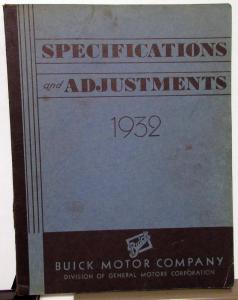 SPECIFICATIONS
and ADJUSTMENTS
1932
Buick
BUICK MOTOR COMPANY
DIVISION OF GENERAL MOTORS CORPORATION